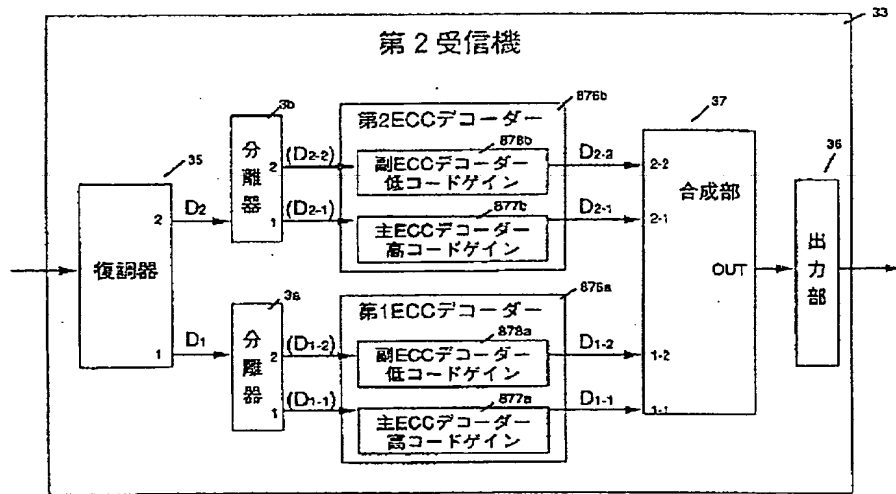 33
第2受信機
876b
37
3b
第2ECCデコーダー
36
35
分離器
(D2-2)
878b
副ECCデコーダー
低コードゲイン
D2-2
2-2
合成部
2
D2
2
1
(D2-1)
877b
主ECCデコーダー
高コードゲイン
D2-1
2-1
復調器
OUT
出力部
3a
876a
第1ECCデコーダー
分離器
(D1-2)
878a
副ECCデコーダー
低コードゲイン
D1-2
1-2
1
D1
2
1
(D1-1)
877a
主ECCデコーダー
高コードゲイン
D1-1
1-1